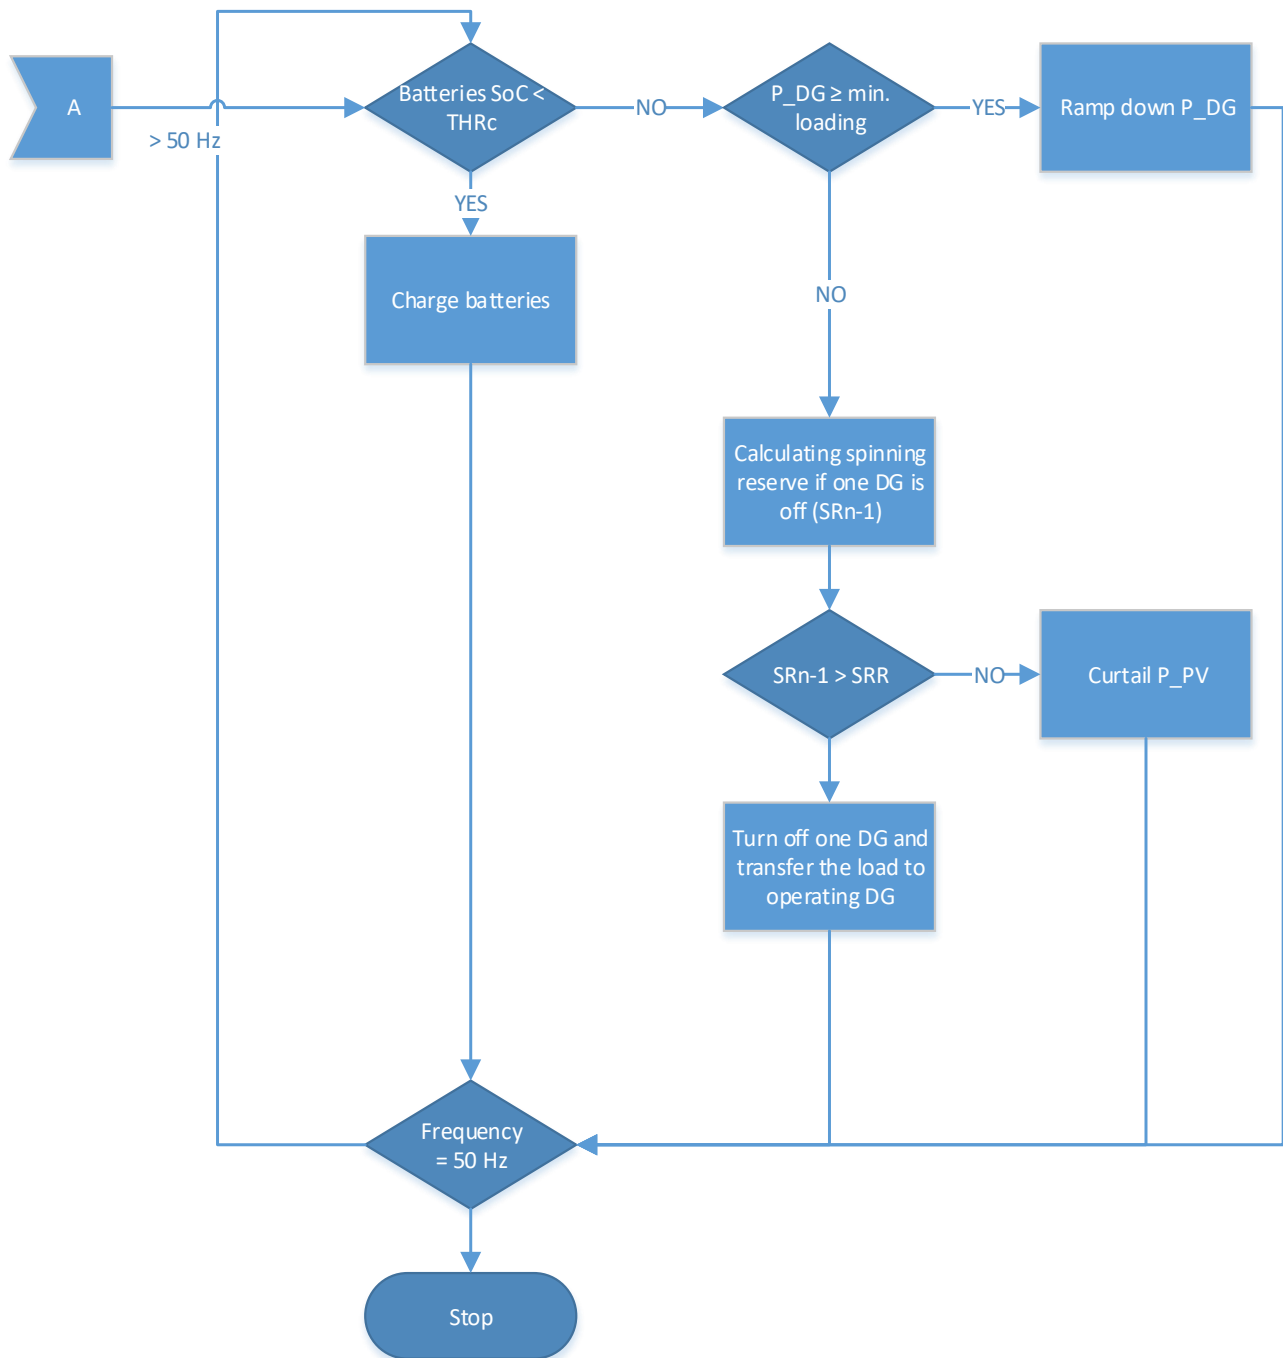 A
> 50 Hz
Batteries SoC <
THRc
NO
P_DG ≥ min.
loading
YES
Ramp down P_DG
YES
Charge batteries
NO
Calculating spinning
reserve if one DG is
off (SRn-1)
SRn-1 > SRR
NO
Curtail P_PV
Turn off one DG and
transfer the load to
operating DG
Frequency
= 50 Hz
Stop